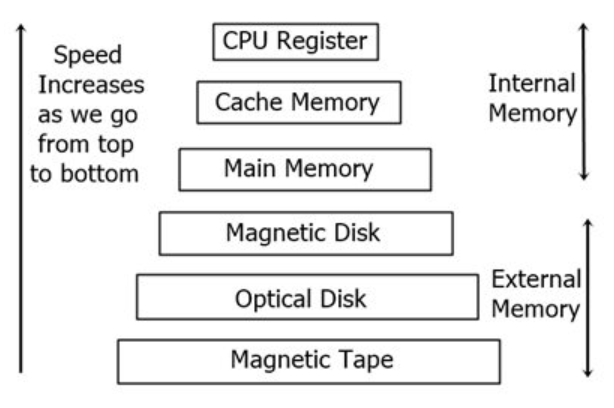 CPU Register
Speed
Increases
as we go
from top
to bottom
Cache Memory
Internal
Memory
Main Memory
Magnetic Disk
Optical Disk
External
Memory
Magnetic Tape